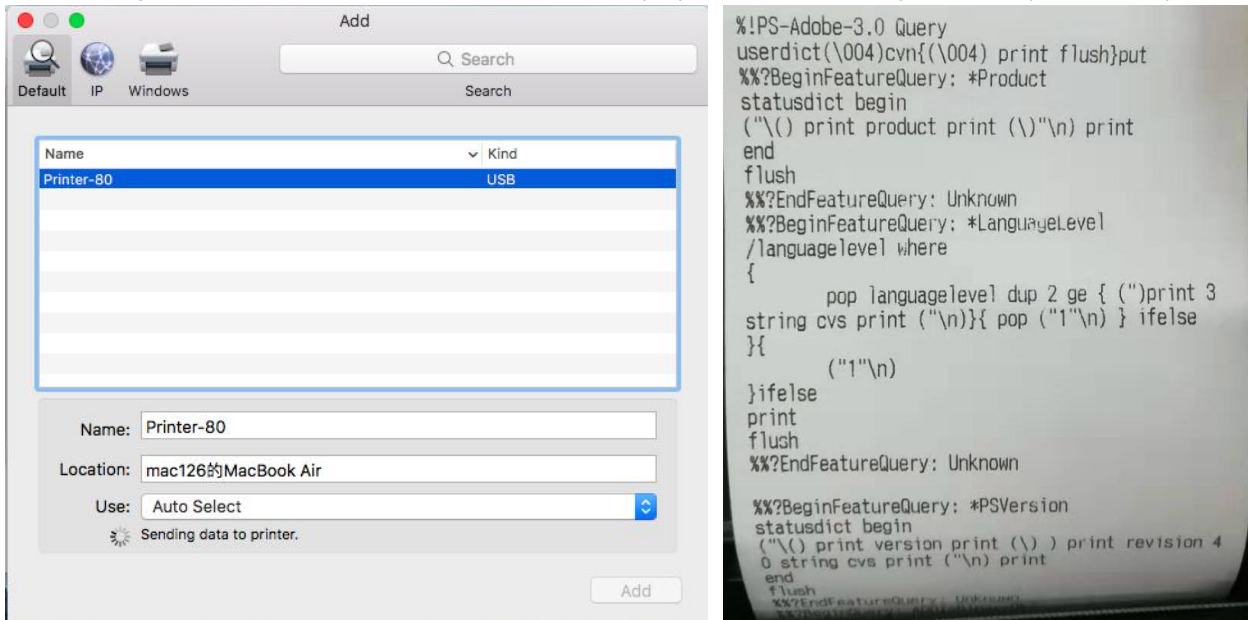 Add
Search
Default IP Windows
Search
Name Kind
Printer-80 USB
Name: Printer-80
Location: mac126的MacBook Air
Use: Auto Select
Sending data to printer.
Add
%!PS-Adobe-3.0 Query
userdict(\004)cvn{(\004) print flush}put
%%?BeginFeatureQuery: *Product
statusdict begin
("\() print product print (\)"\n) print
end
flush
%%?EndFeatureQuery: Unknown
%%?BeginFeatureQuery: *LanguageLevel
/languagelevel where
{
pop languagelevel dup 2 ge { (")print 3
string cvs print ("\n)}{ pop ("1"\n) } ifelse
}{
("1"\n)
}ifelse
print
flush
%%?EndFeatureQuery: Unknown
%%?BeginFeatureQuery: *PSVersion
statusdict begin
("\() print version print (\) ) print revision 4
0 string cvs print ("\n) print
end
flush
%%?EndFeatureQuery: Unknown